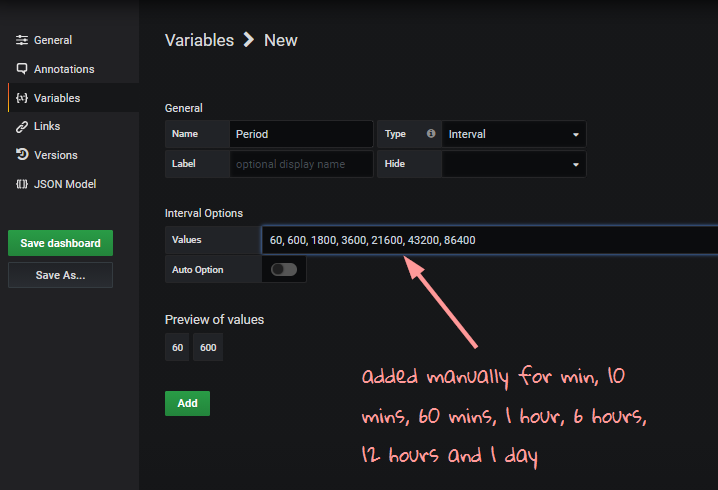 General
Annotations
Variables
Links
Versions
JSON Model
Save dashboard
Save As...
Variables > New
General
Name Period Type Interval
Label optional display name Hide
Interval Options
Values 60, 600, 1800, 3600, 21600, 43200, 86400
Auto Option
Preview of values
60 600
Add
added manually for min, 10
mins, 60 mins, 1 hour, 6 hours,
12 hours and 1 day